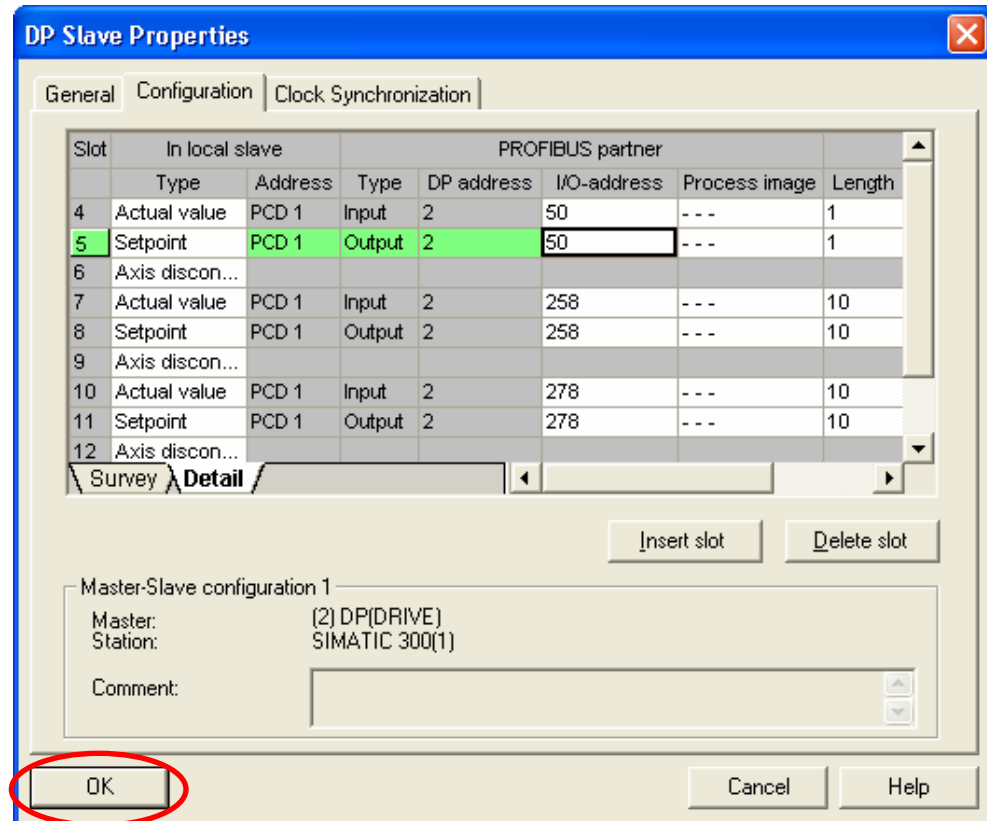 DP Slave Properties
General Configuration Clock Synchronization
Slot In local slave PROFIBUS partner
Type Address Type DP address I/O-address Process image Length
4 Actual value PCD 1 Input 2 50 - - - 1
5 Setpoint PCD 1 Output 2 50 - - - 1
6 Axis discon...
7 Actual value PCD 1 Input 2 258 - - - 10
8 Setpoint PCD 1 Output 2 258 - - - 10
9 Axis discon...
10 Actual value PCD 1 Input 2 278 - - - 10
11 Setpoint PCD 1 Output 2 278 - - - 10
12 Axis discon...
Survey Detail
Insert slot Delete slot
Master-Slave configuration 1
Master: (2) DP(DRIVE)
Station: SIMATIC 300(1)
Comment:
OK Cancel Help